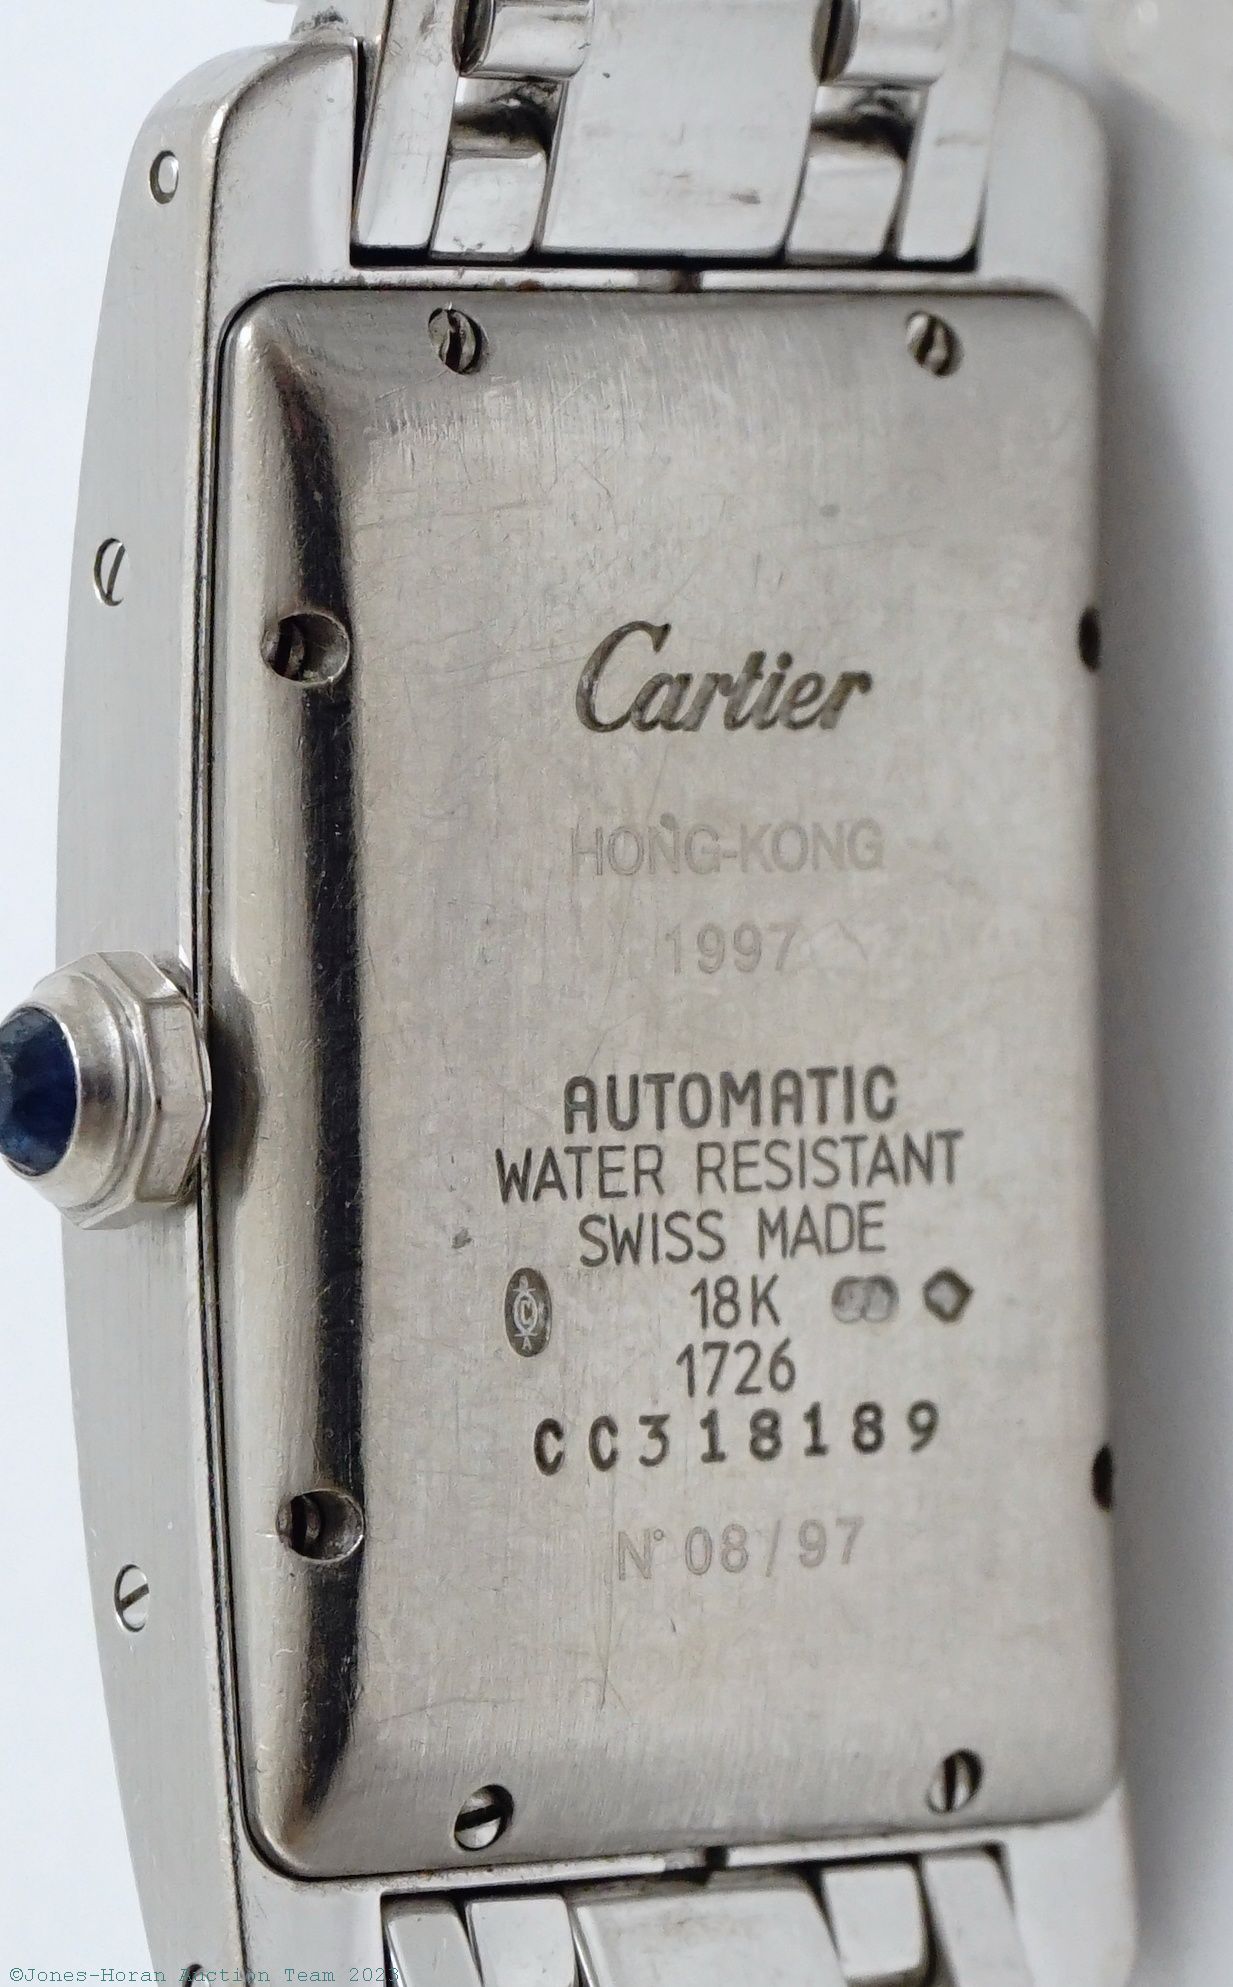 Cartier
HONG-KONG
1997
AUTOMATIC
WATER RESISTANT
SWISS MADE
18K
1726
CC318189
N° 08/97
©Jones-Horan Auction Team 2023